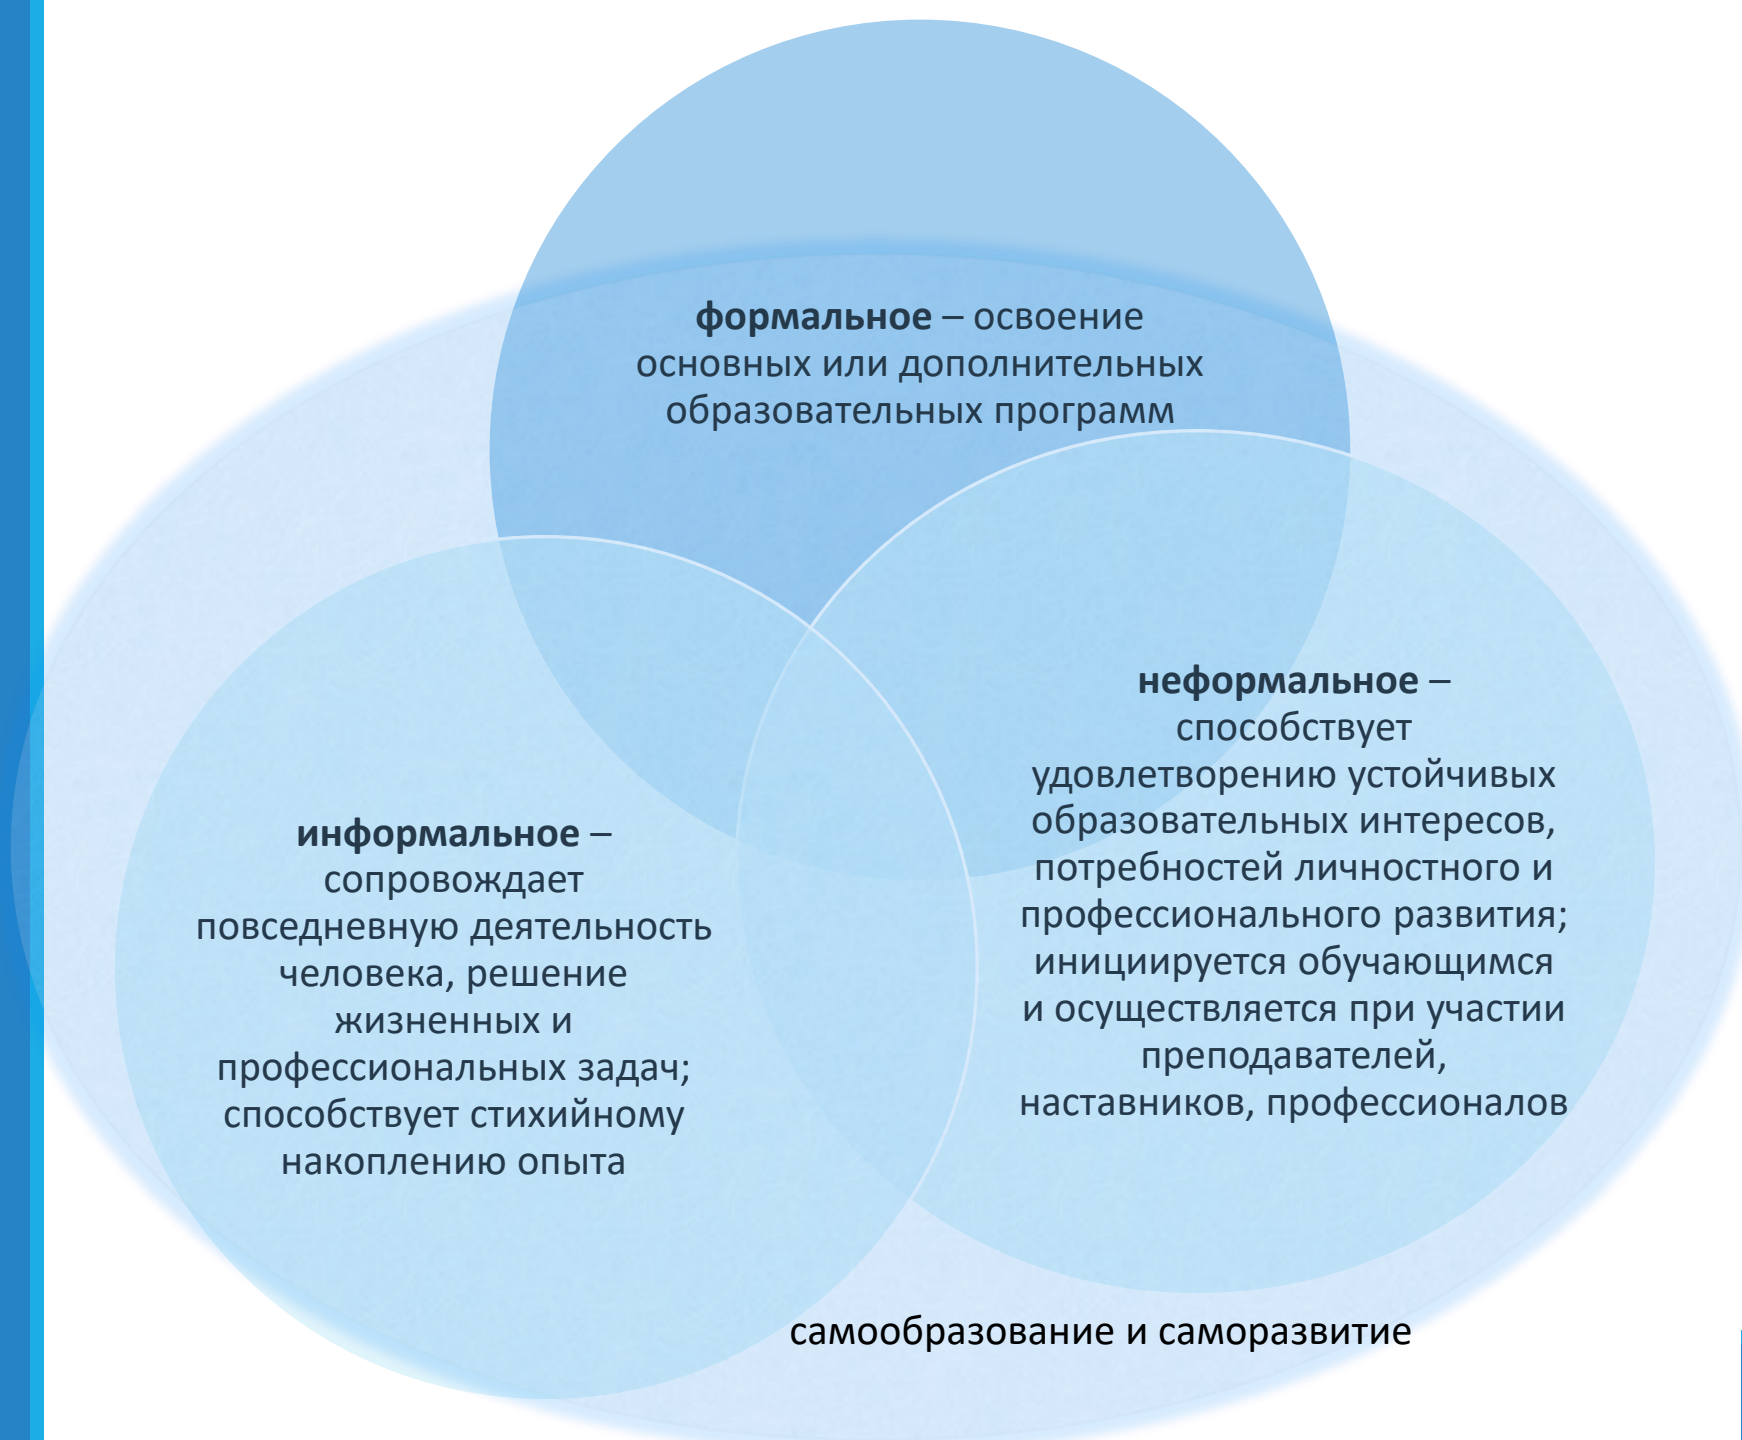 формальное – освоение
основных или дополнительных
образовательных программ
неформальное –
способствует
удовлетворению устойчивых
образовательных интересов,
потребностей личностного и
профессионального развития;
инициируется обучающимся
и осуществляется при участии
преподавателей,
наставников, профессионалов
информальное –
сопровождает
повседневную деятельность
человека, решение
жизненных и
профессиональных задач;
способствует стихийному
накоплению опыта
самообразование и саморазвитие